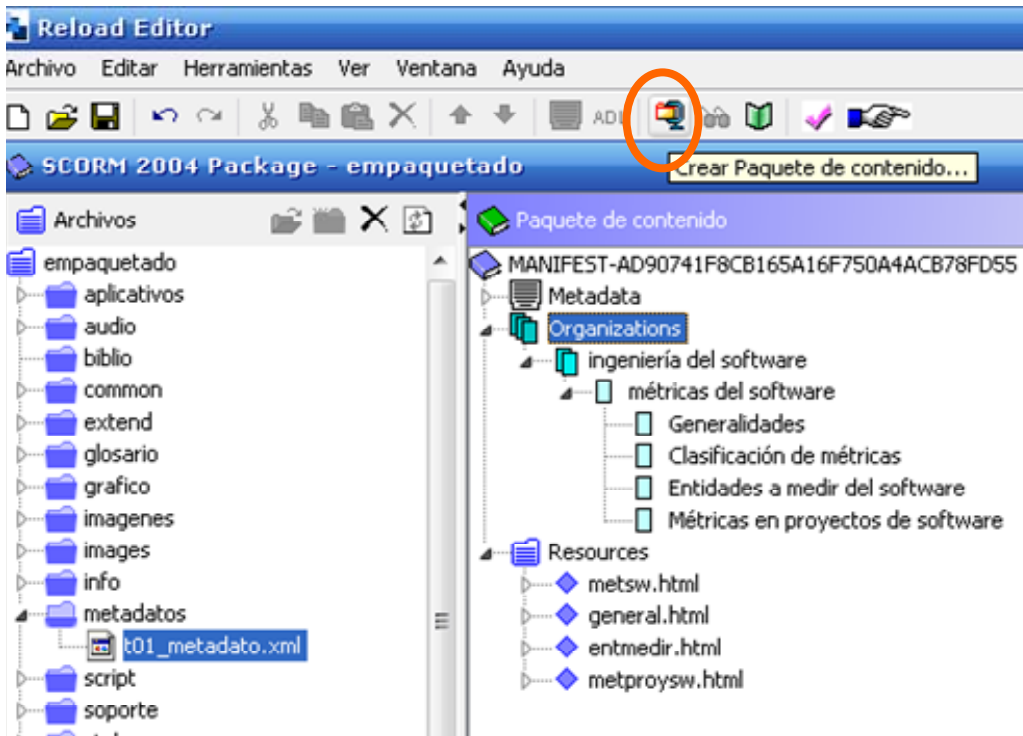 Reload Editor
Archivo Editar Herramientas Ver Ventana Ayuda
SCORM 2004 Package - empaquetado
Crear Paquete de contenido...
Archivos
empaquetado
aplicativos
audio
biblio
common
extend
glosario
grafico
imagenes
images
info
metadatos
t01_metadato.xml
script
soporte
Paquete de contenido
MANIFEST-AD90741F8CB165A16F750A4ACB78FD55
Metadata
Organizations
ingeniería del software
métricas del software
Generalidades
Clasificación de métricas
Entidades a medir del software
Métricas en proyectos de software
Resources
metsw.html
general.html
entmedir.html
metproysw.html